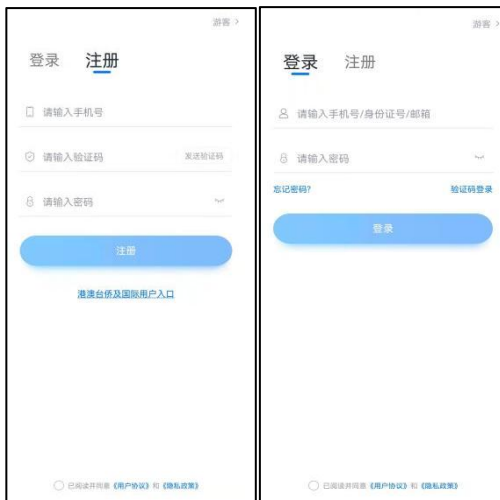 游客 >
登录 注册
请输入手机号
请输入验证码 发送验证码
请输入密码
注册
港澳台侨及国际用户入口
已阅读并同意《用户协议》和《隐私政策》
游客 >
登录 注册
请输入手机号/身份证号/邮箱
请输入密码
忘记密码? 验证码登录
登录
已阅读并同意《用户协议》和《隐私政策》